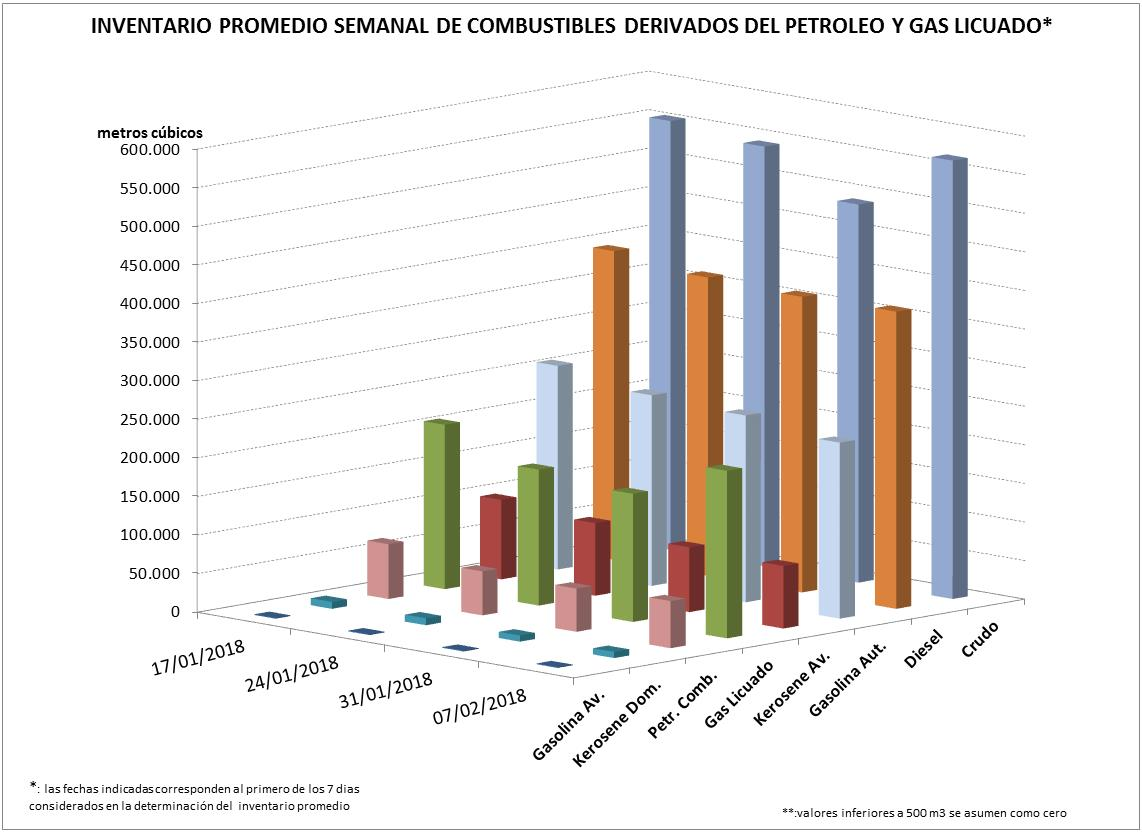 INVENTARIO PROMEDIO SEMANAL DE COMBUSTIBLES DERIVADOS DEL PETROLEO Y GAS LICUADO*
metros cúbicos
600.000
550.000
500.000
450.000
400.000
350.000
300.000
250.000
200.000
150.000
100.000
50.000
0
17/01/2018
24/01/2018
31/01/2018
07/02/2018
Gasolina Av.
Kerosene Dom.
Petr. Comb.
Gas Licuado
Kerosene Av.
Gasolina Aut.
Diesel
Crudo
*: las fechas indicadas corresponden al primero de los 7 dias
considerados en la determinación del inventario promedio
**:valores inferiores a 500 m3 se asumen como cero